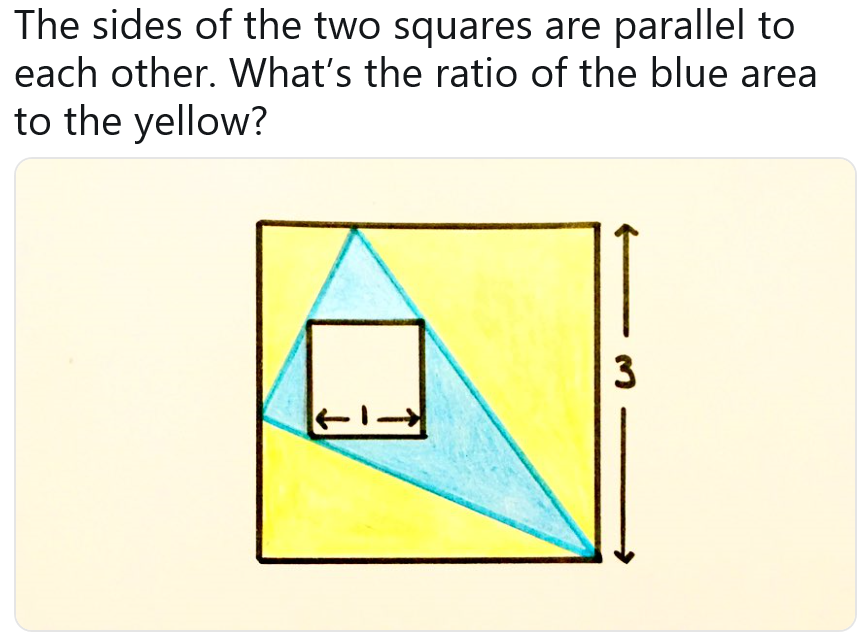 The sides of the two squares are parallel to
each other. What’s the ratio of the blue area
to the yellow?
3
1